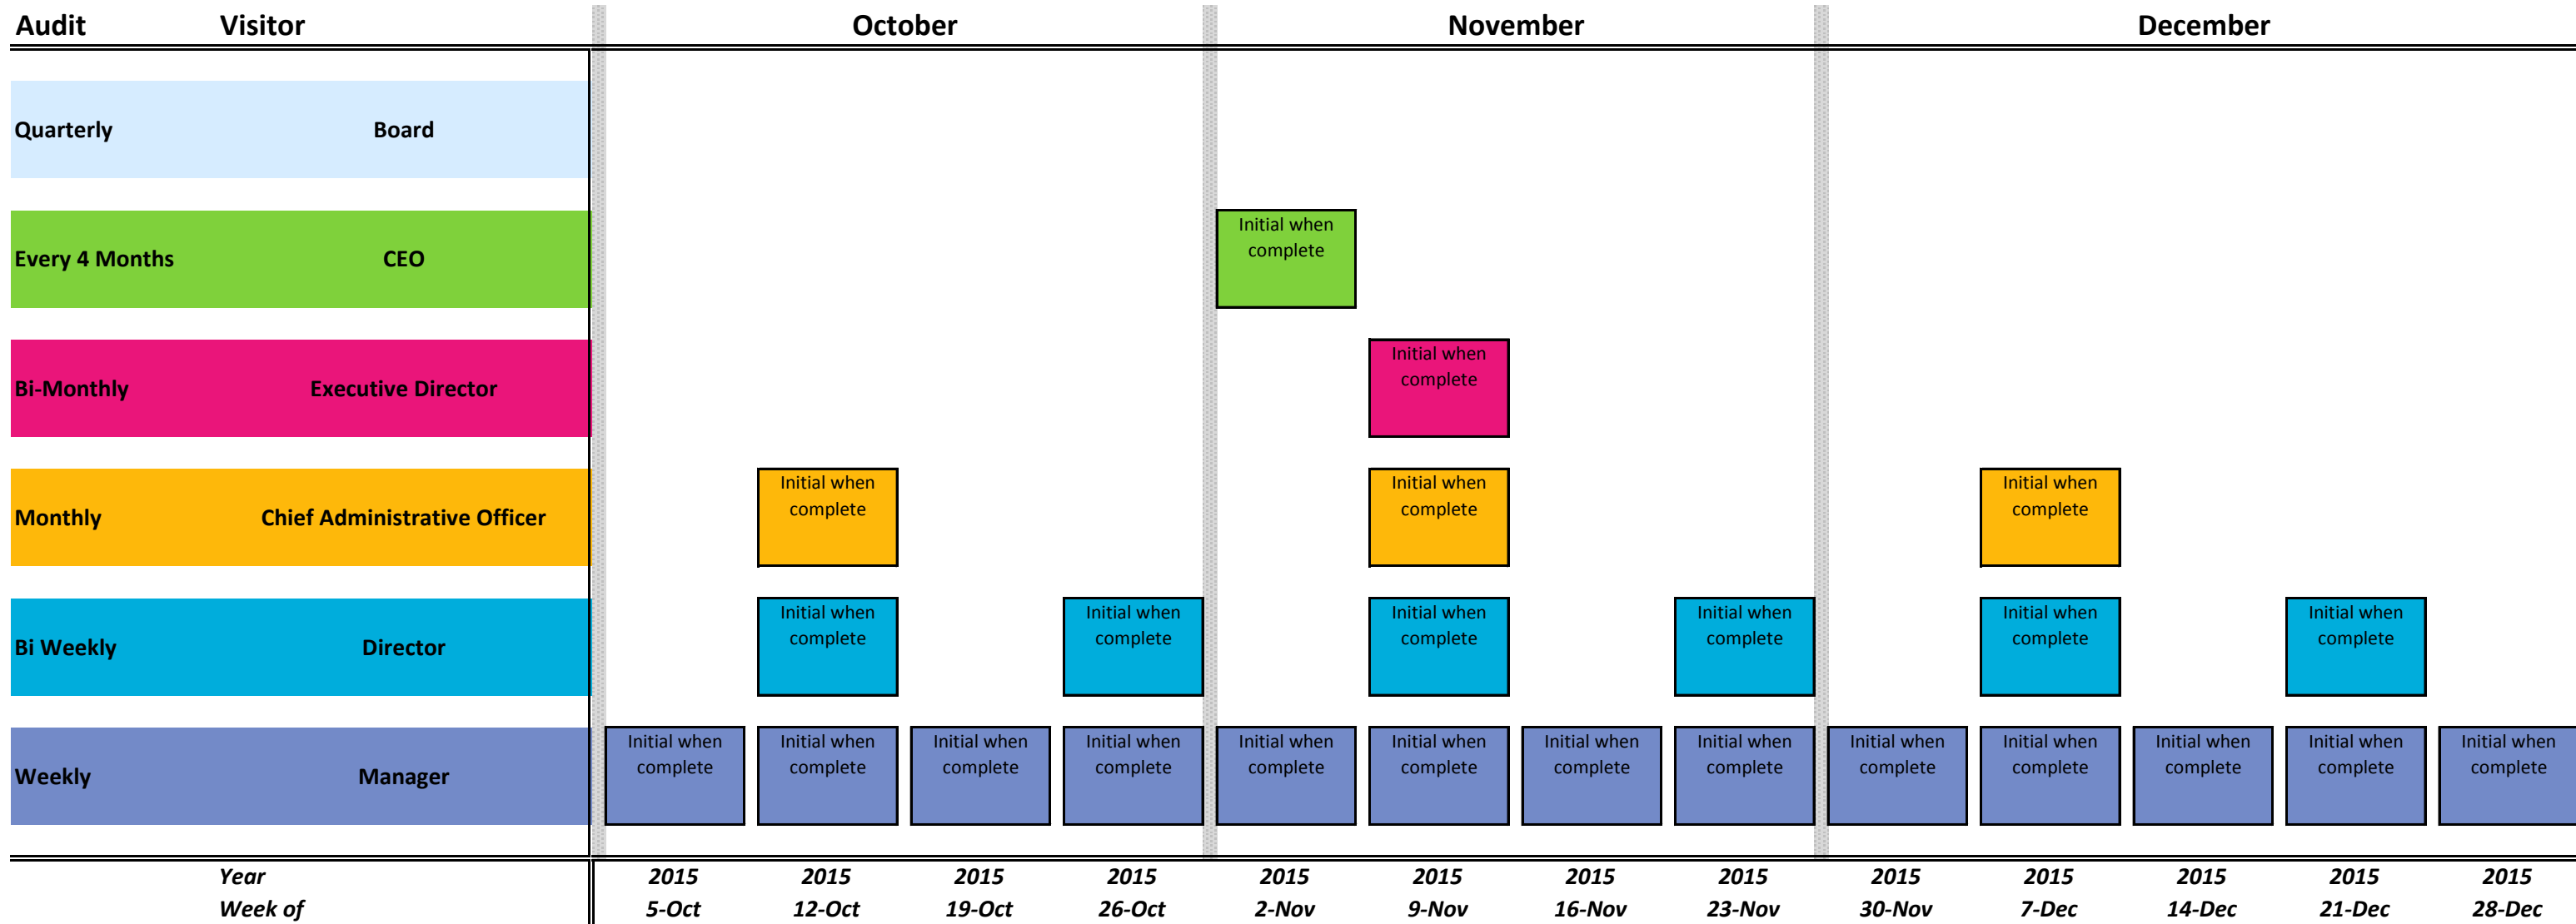 Audit Visitor October November December
Quarterly Board
Initial when
complete
Every 4 Months CEO
Initial when
complete
Bi-Monthly Executive Director
Initial when Initial when Initial when
complete complete complete
Monthly Chief Administrative Officer
Initial when Initial when Initial when Initial when Initial when Initial when
complete complete complete complete complete complete
Bi Weekly Director
Initial when Initial when Initial when Initial when Initial when Initial when Initial when Initial when Initial when Initial when Initial when Initial when Initial when
complete complete complete complete complete complete complete complete complete complete complete complete complete
Weekly Manager
Year 2015 2015 2015 2015 2015 2015 2015 2015 2015 2015 2015 2015 2015
Week of 5-Oct 12-Oct 19-Oct 26-Oct 2-Nov 9-Nov 16-Nov 23-Nov 30-Nov 7-Dec 14-Dec 21-Dec 28-Dec